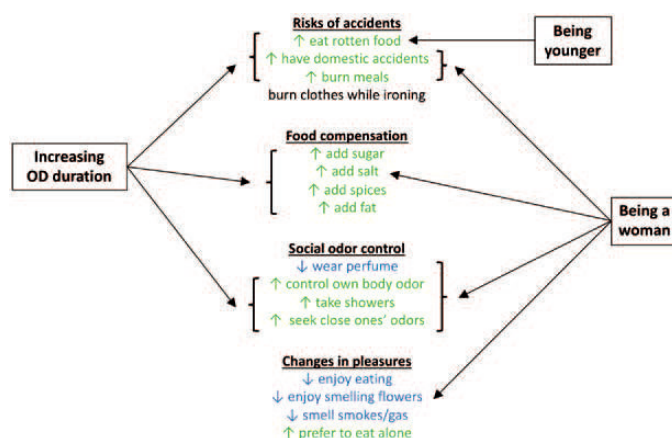 Risks of accidents
↑ eat rotten food
↑ have domestic accidents
↑ burn meals
burn clothes while ironing
Being
younger
Food compensation
↑ add sugar
↑ add salt
↑ add spices
↑ add fat
Increasing
OD duration
Being a
woman
Social odor control
↓ wear perfume
↑ control own body odor
↑ take showers
↑ seek close ones' odors
Changes in pleasures
↓ enjoy eating
↓ enjoy smelling flowers
↓ smell smokes/gas
↑ prefer to eat alone